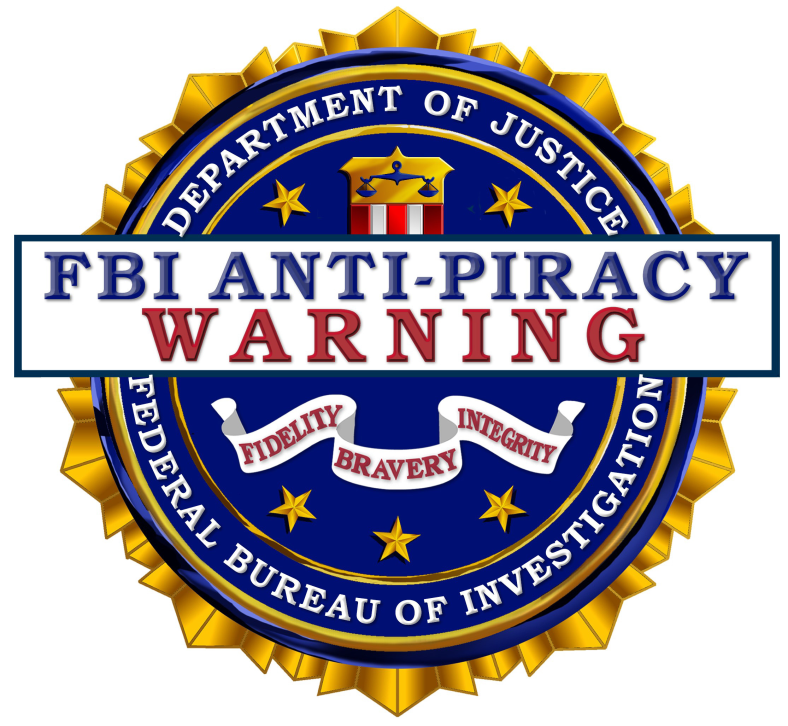 DEPARTMENT OF JUSTICE
FBI ANTI-PIRACY
WARNING
FIDELITY
BRAVERY
INTEGRITY
FEDERAL BUREAU OF INVESTIGATION